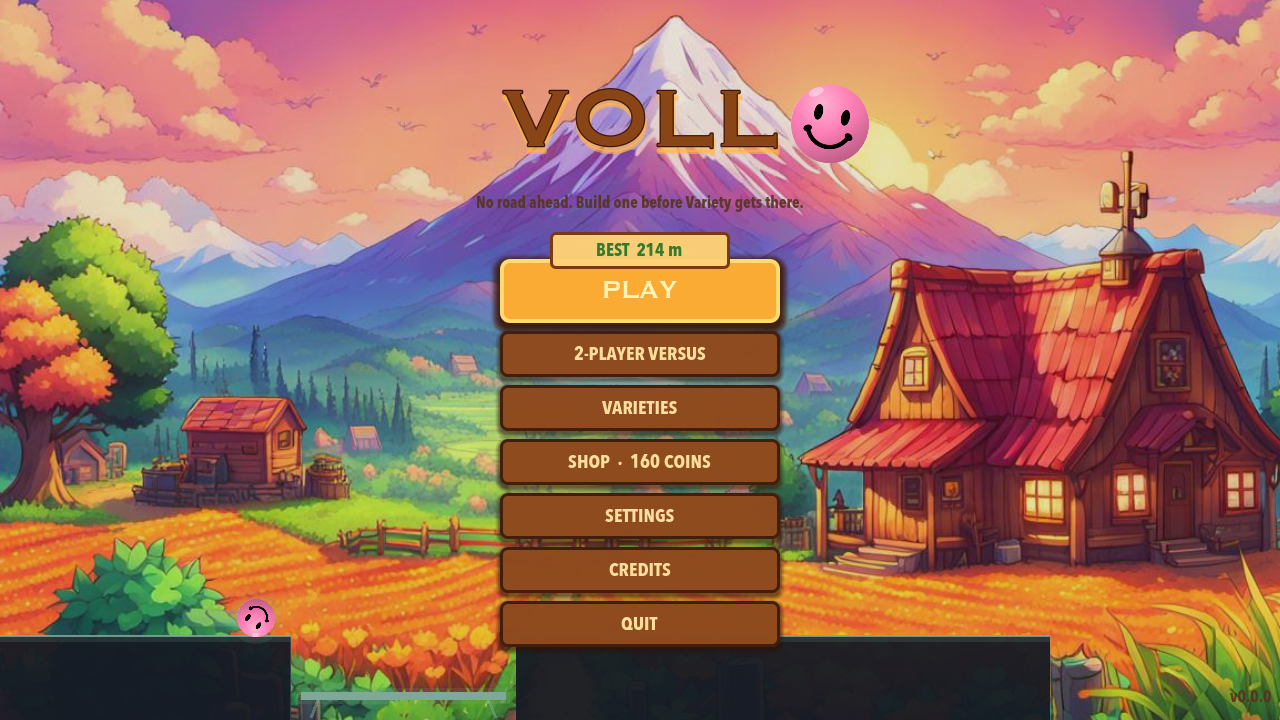 VOLL
No road ahead. Build one before Variety gets there.
BEST 214 m
PLAY
2-PLAYER VERSUS
VARIETIES
SHOP · 160 COINS
SETTINGS
CREDITS
QUIT
v0.0.0